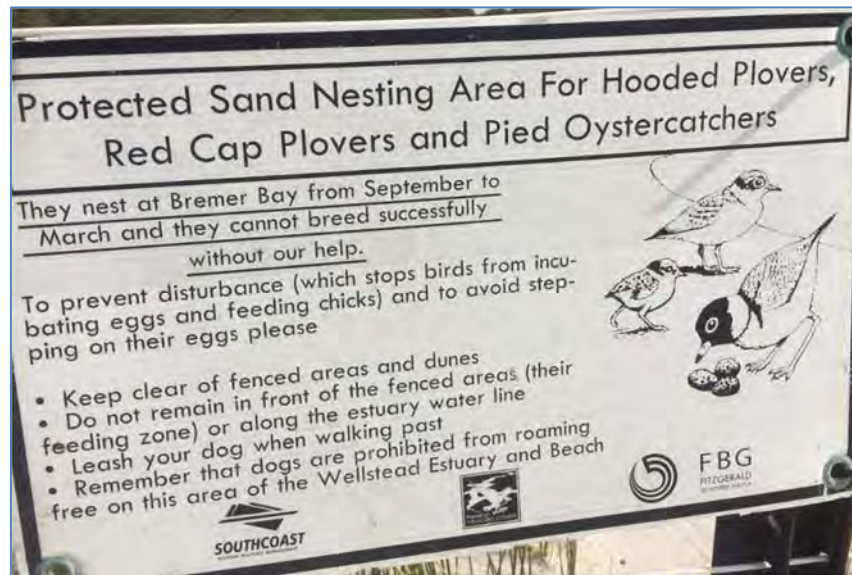 Protected Sand Nesting Area For Hooded Plovers,
Red Cap Plovers and Pied Oystercatchers
They nest at Bremer Bay from September to
March and they cannot breed successfully
without our help.
To prevent disturbance (which stops birds from incu-
bating eggs and feeding chicks) and to avoid step-
ping on their eggs please
• Keep clear of fenced areas and dunes
• Do not remain in front of the fenced areas (their
feeding zone) or along the estuary water line
• Leash your dog when walking past
• Remember that dogs are prohibited from roaming
free on this area of the Wellstead Estuary and Beach
SOUTHCOAST
FBG
FITZGERALD